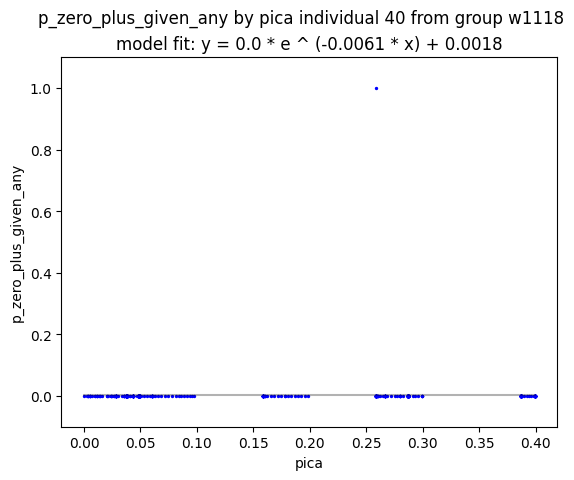 p_zero_plus_given_any by pica individual 40 from group w1118
model fit: y = 0.0 * e ^ (-0.0061 * x) + 0.0018
p_zero_plus_given_any
1.0
0.8
0.6
0.4
0.2
0.0
0.00 0.05 0.10 0.15 0.20 0.25 0.30 0.35 0.40
pica